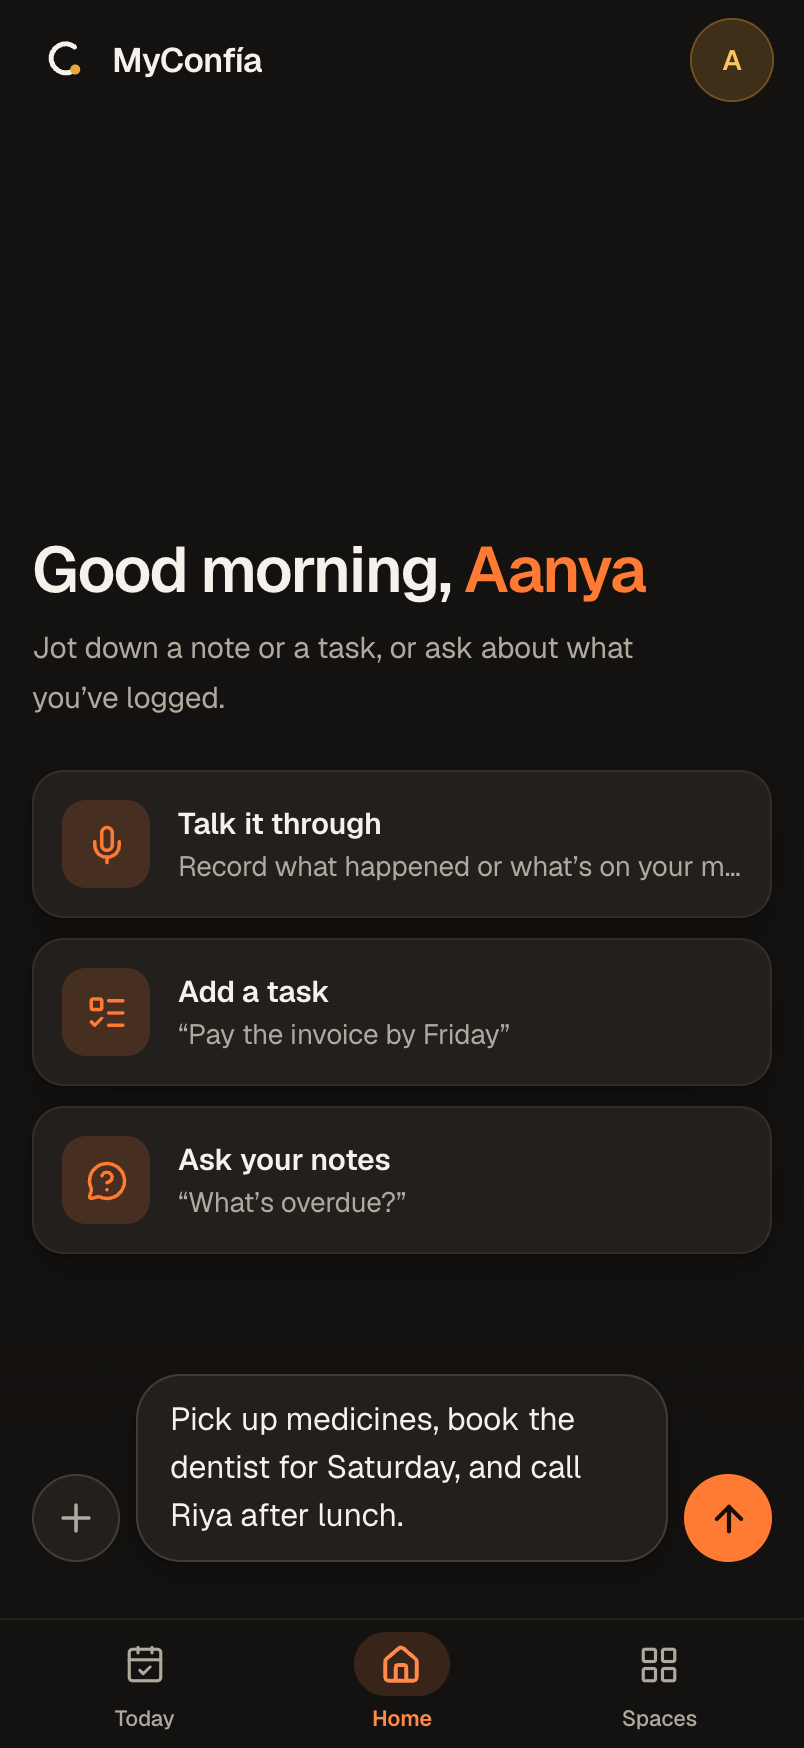 MyConfía
A
Good morning, Aanya
Jot down a note or a task, or ask about what
you’ve logged.
Talk it through
Record what happened or what’s on your m...
Add a task
“Pay the invoice by Friday”
Ask your notes
“What’s overdue?”
Pick up medicines, book the
dentist for Saturday, and call
Riya after lunch.
Today
Home
Spaces